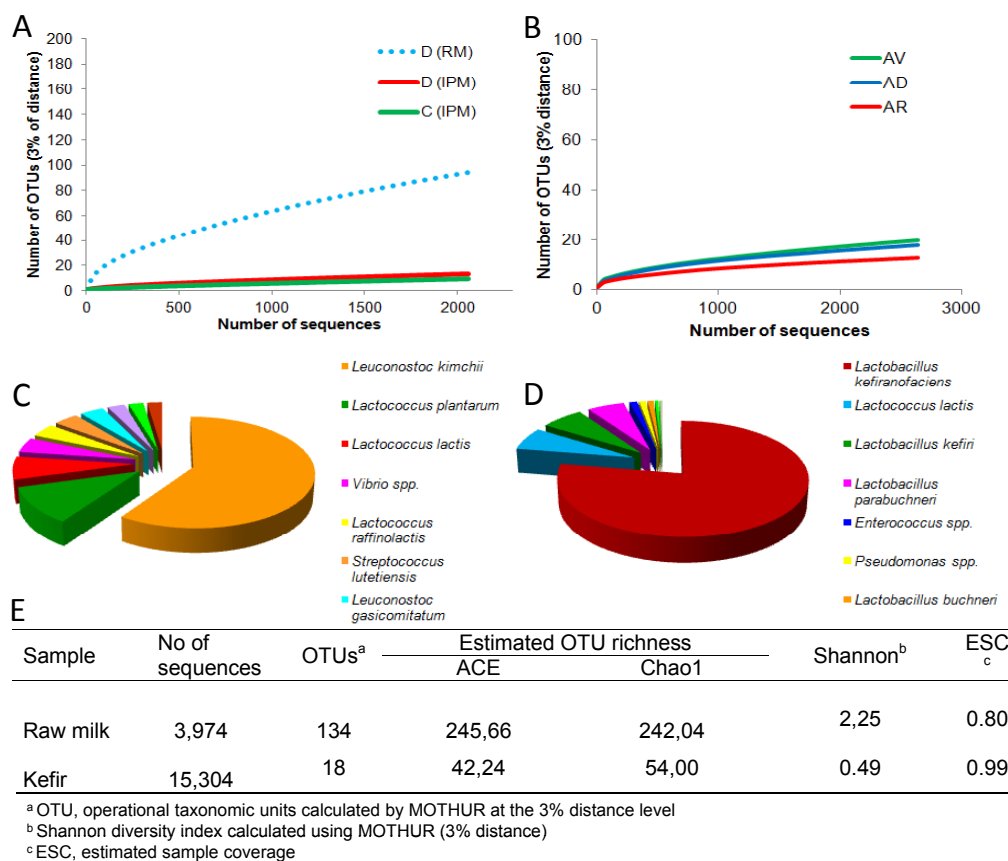 A
200
180
160
140
120
100
80
60
40
20
0
Number of OTUs (3% of distance)
D (RM)
D (IPM)
C (IPM)
0 500 1000 1500 2000
Number of sequences
B
100
80
60
40
20
0
Number of OTUs (3% distance)
AV
AD
AR
0 1000 2000 3000
Number of sequences
C
Leuconostoc kimchii
Lactococcus plantarum
Lactococcus lactis
Vibrio spp.
Lactococcus
raffinolactis
Streptococcus
lutetiensis
Leuconostoc
gasicomitatum
D
Lactobacillus
kefiranofaciens
Lactococcus lactis
Lactobacillus kefiri
Lactobacillus
parabuchneri
Enterococcus spp.
Pseudomonas spp.
Lactobacillus buchneri
E
Sample No of sequences OTUsᵃ Estimated OTU richness Shannonᵇ ESC c
ACE Chao1
Raw milk 3,974 134 245,66 242,04 2,25 0.80
Kefir 15,304 18 42,24 54,00 0.49 0.99
ᵃ OTU, operational taxonomic units calculated by MOTHUR at the 3% distance level
ᵇ Shannon diversity index calculated using MOTHUR (3% distance)
ᶜ ESC, estimated sample coverage